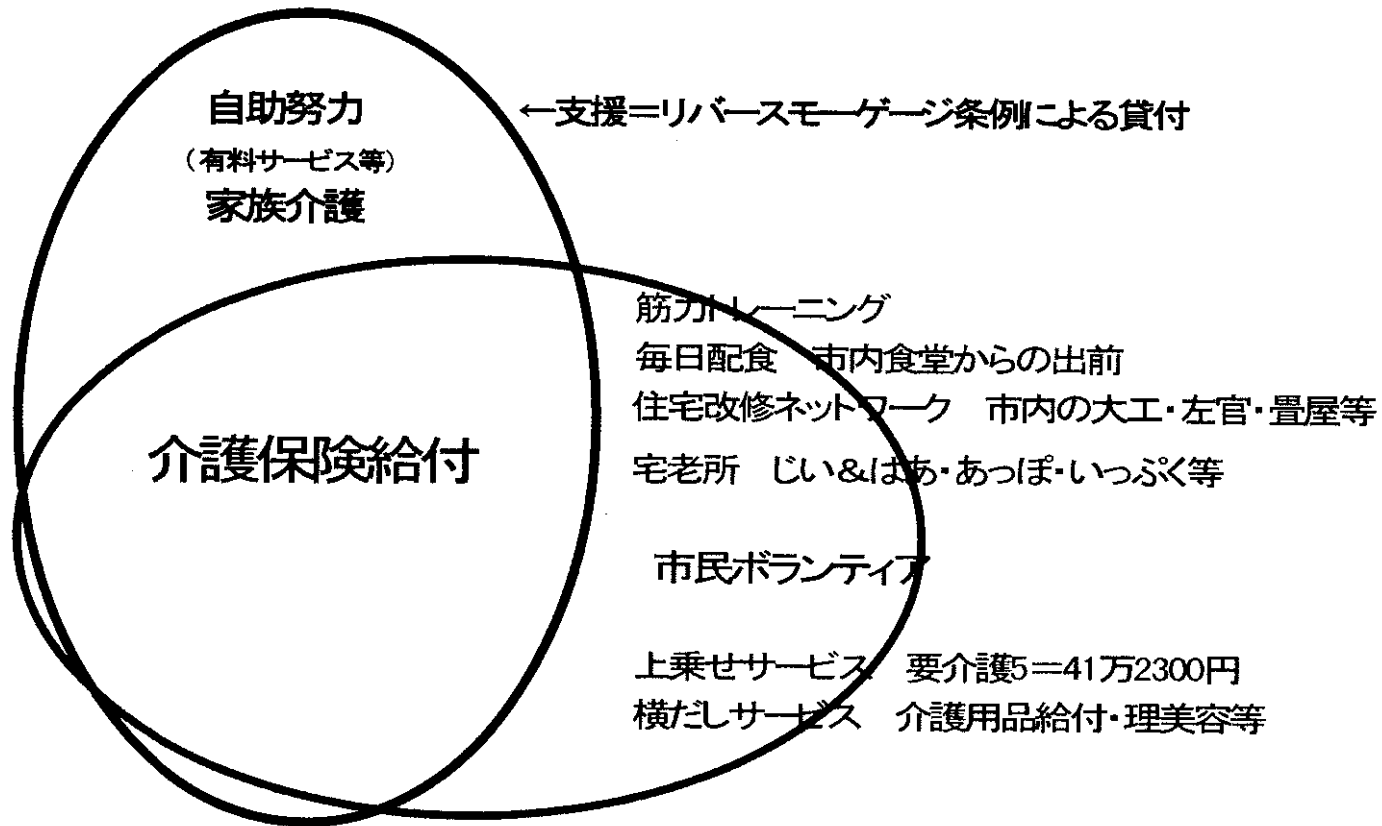 自助努力
（有料サービス等）
家族介護
←支援＝リバースモーゲージ条例による貸付
筋力トレーニング
毎日配食　市内食堂からの出前
住宅改修ネットワーク　市内の大工・左官・畳屋等
介護保険給付
宅老所　じい&ばあ・あっぽ・いっぷく等
市民ボランティア
上乗せサービス　要介護5＝41万2300円
横だしサービス　介護用品給付・理美容等